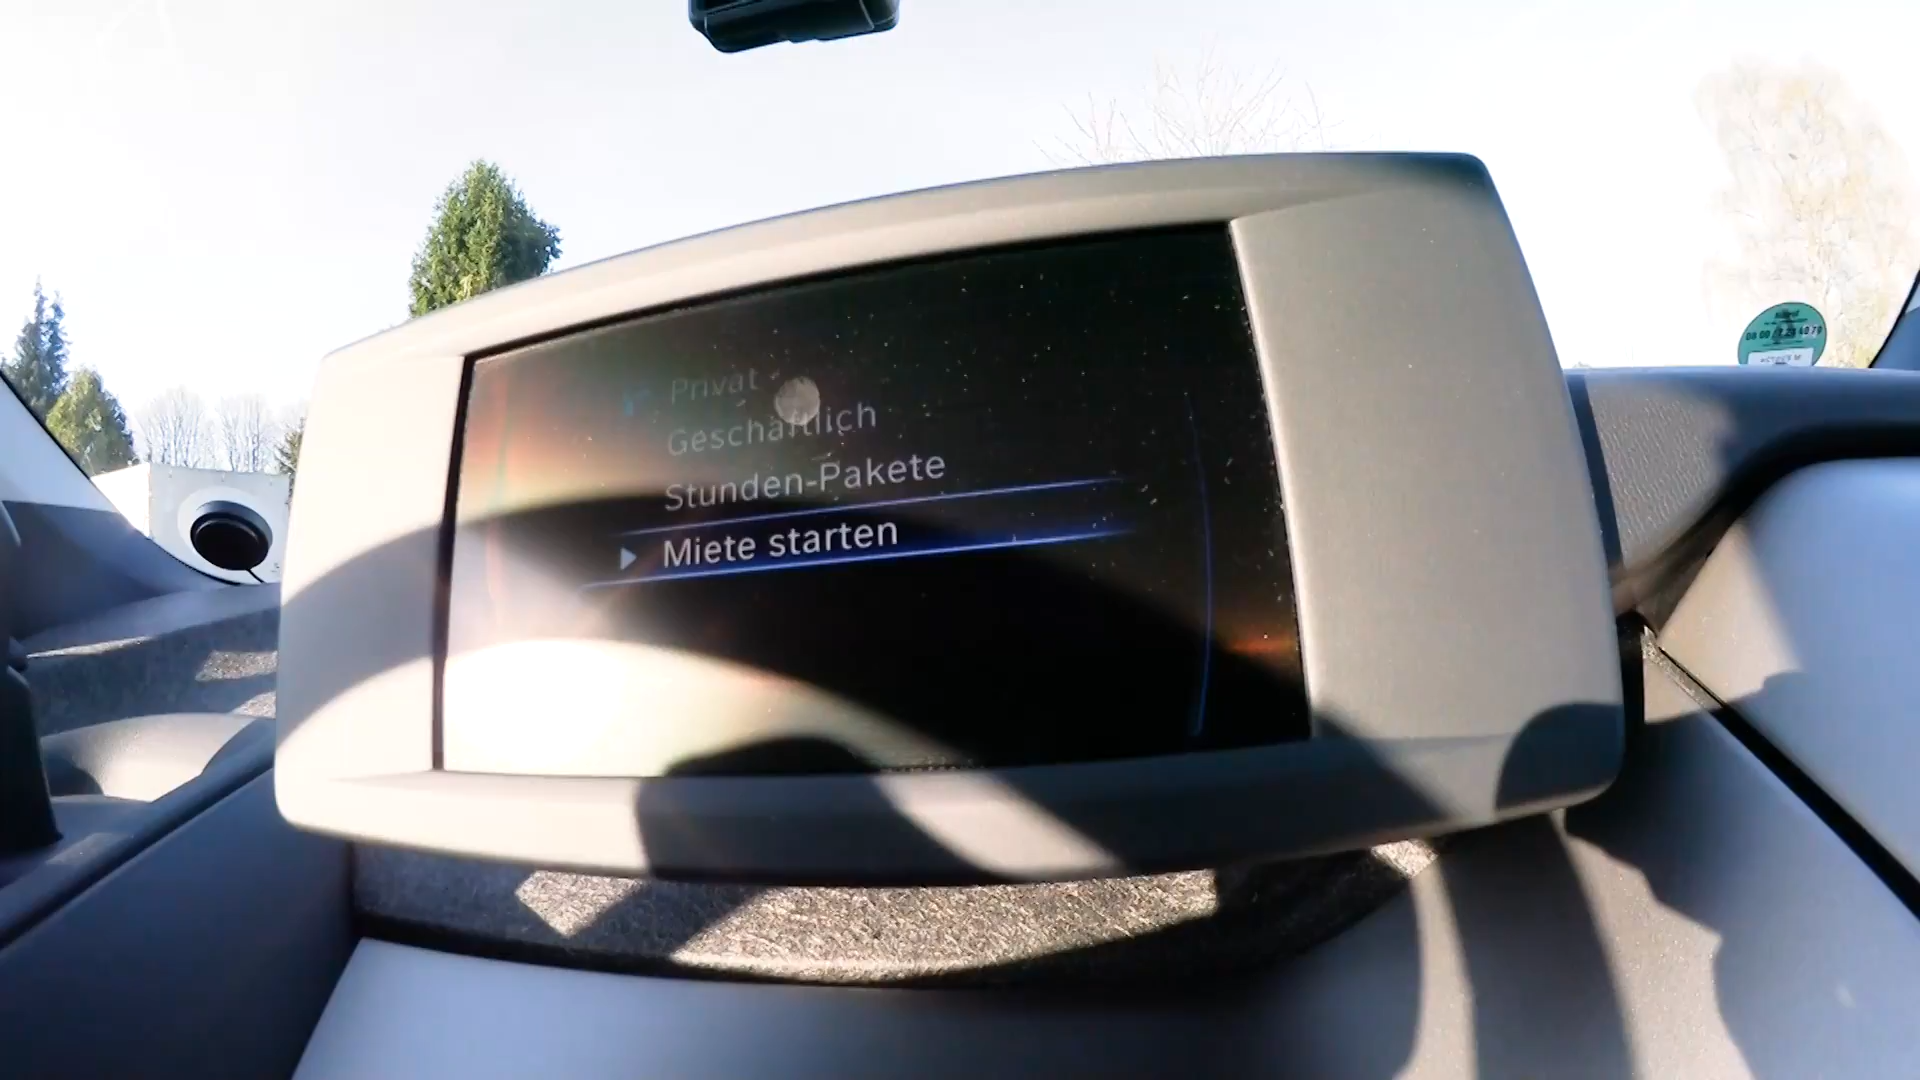 Privat
Geschäftlich
Stunden-Pakete
Miete starten